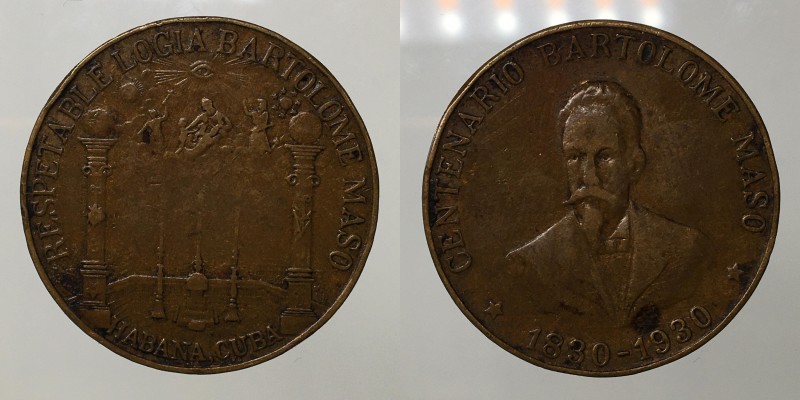 RESPETABLE LOGIA BARTOLOME MASO
HABANA, CUBA
CENTENARIO BARTOLOME MASO
1830-1930